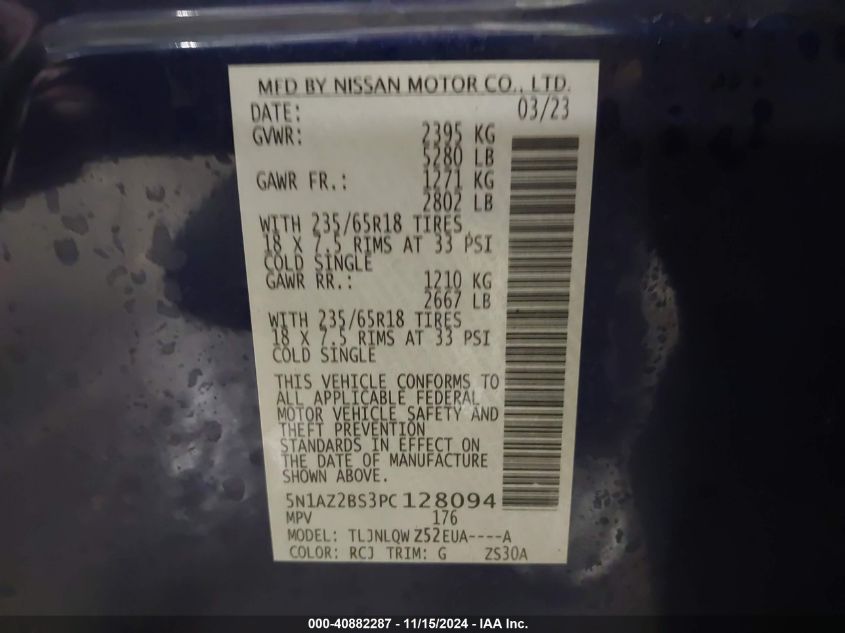 MFD BY NISSAN MOTOR CO., LTD.
DATE: 03/23
GVWR: 2395 KG
5280 LB
GAWR FR.: 1271 KG
2802 LB
WITH 235/65R18 TIRES
18 X 7.5 RIMS AT 33 PSI
COLD SINGLE
GAWR RR.: 1210 KG
2667 LB
WITH 235/65R18 TIRES
18 X 7.5 RIMS AT 33 PSI
COLD SINGLE
THIS VEHICLE CONFORMS TO
ALL APPLICABLE FEDERAL
MOTOR VEHICLE SAFETY AND
THEFT PREVENTION
STANDARDS IN EFFECT ON
THE DATE OF MANUFACTURE
SHOWN ABOVE.
5N1AZ2BS3PC128094
MPV 176
MODEL: TLJNLQW Z52EUA----A
COLOR: RCJ TRIM: G ZS30A
000-40882287 - 11/15/2024 - IAA Inc.